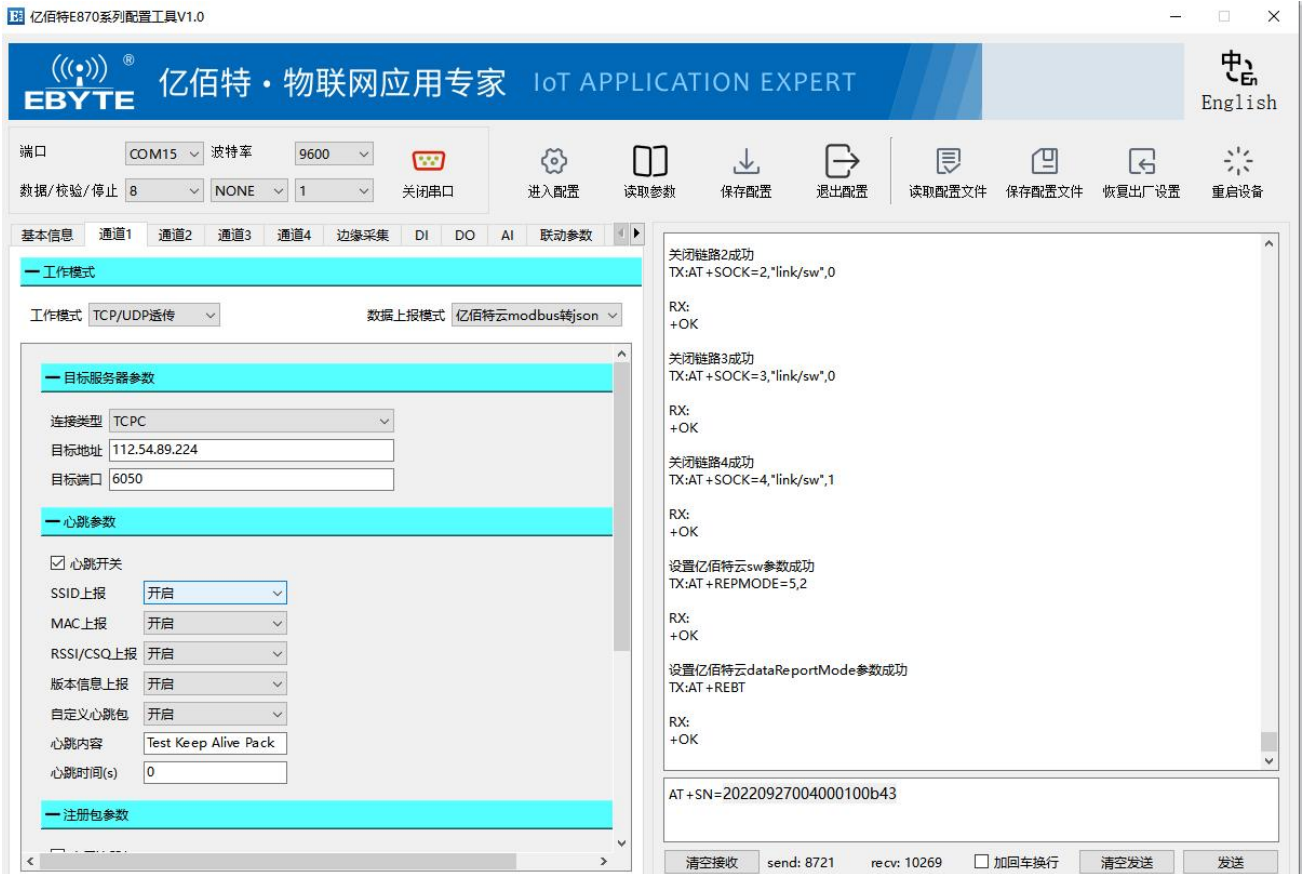 亿佰特E870系列配置工具V1.0
EBYTE ®
亿佰特·物联网应用专家 IoT APPLICATION EXPERT
中 En
English
端口 COM15 波特率 9600
数据/校验/停止 8 NONE 1
关闭串口
进入配置 读取参数 保存配置 退出配置 读取配置文件 保存配置文件 恢复出厂设置 重启设备
基本信息 通道1 通道2 通道3 通道4 边缘采集 DI DO AI 联动参数
工作模式
工作模式 TCP/UDP透传 数据上报模式 亿佰特云modbus转json
目标服务器参数
连接类型 TCPC
目标地址 112.54.89.224
目标端口 6050
心跳参数
心跳开关
SSID上报 开启
MAC上报 开启
RSSI/CSQ上报 开启
版本信息上报 开启
自定义心跳包 开启
心跳内容 Test Keep Alive Pack
心跳时间(s) 0
注册包参数
关闭链路2成功
TX:AT+SOCK=2,"link/sw",0
RX:
+OK
关闭链路3成功
TX:AT+SOCK=3,"link/sw",0
RX:
+OK
关闭链路4成功
TX:AT+SOCK=4,"link/sw",1
RX:
+OK
设置亿佰特云sw参数成功
TX:AT+REPMODE=5,2
RX:
+OK
设置亿佰特云dataReportMode参数成功
TX:AT+REBT
RX:
+OK
AT+SN=20220927004000100b43
清空接收 send: 8721 recv: 10269 加回车换行 清空发送 发送